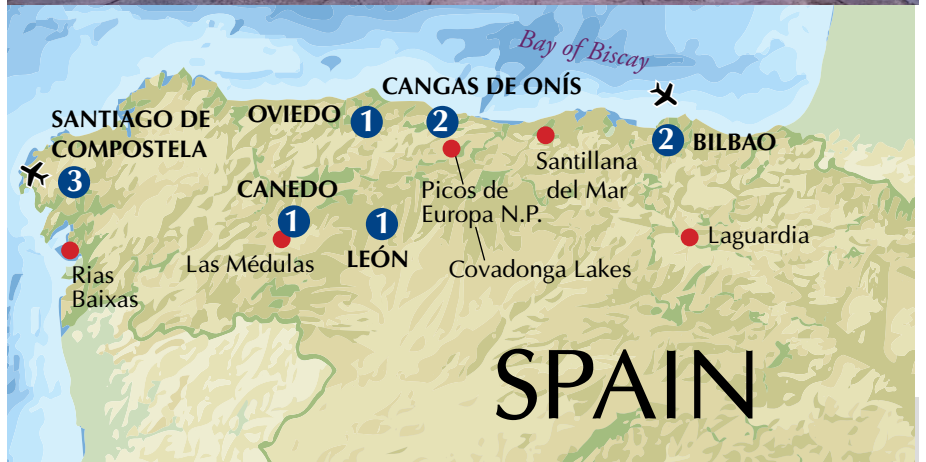 Bay of Biscay
CANGAS DE ONÍS
OVIEDO
1
2
SANTIAGO DE
COMPOSTELA
3
2
BILBAO
Santillana
del Mar
CANEDO
1
Picos de
Europa N.P.
1
LEÓN
Laguardia
Las Médulas
Covadonga Lakes
Rias
Baixas
SPAIN